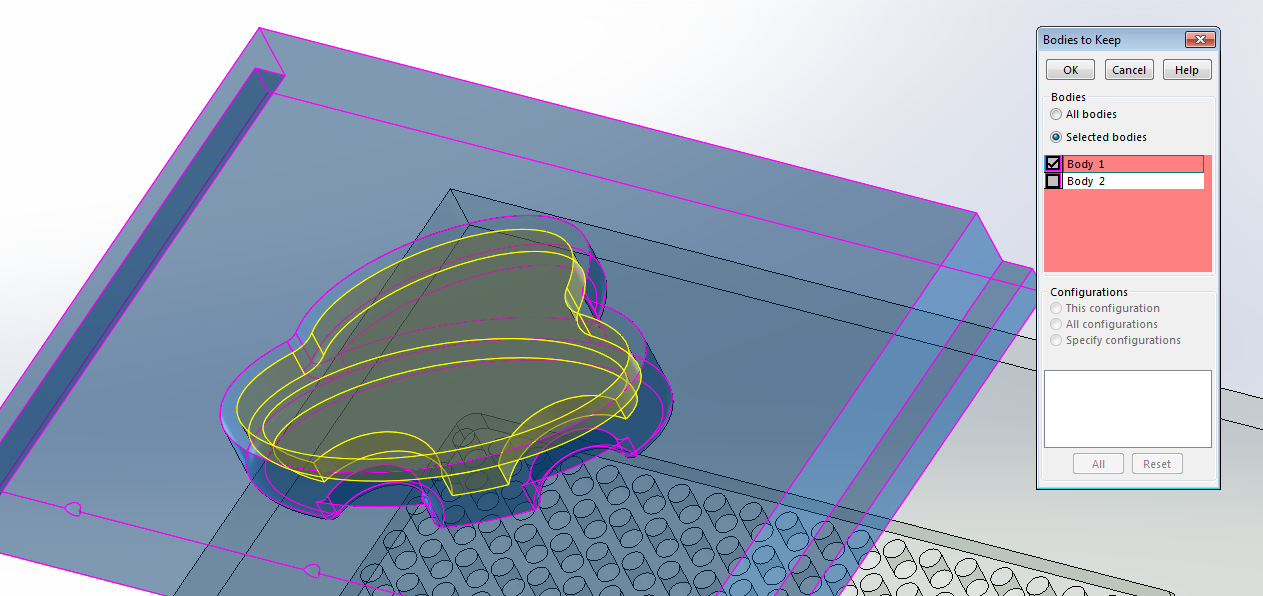 Bodies to Keep
OK Cancel Help
Bodies
All bodies
Selected bodies
Body 1
Body 2
Configurations
This configuration
All configurations
Specify configurations
All Reset